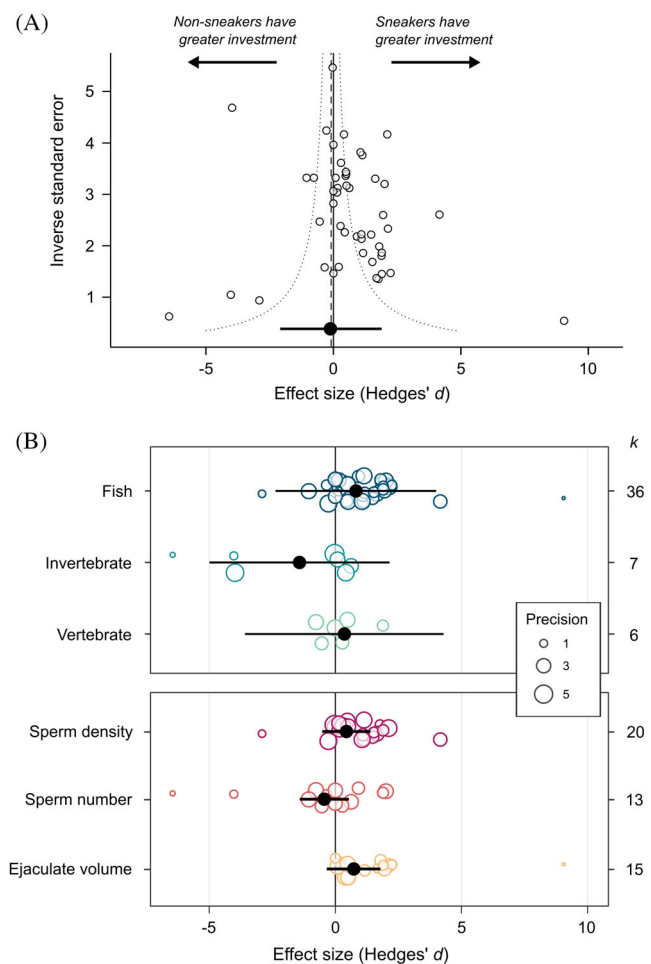 (A)
Non-sneakers have
greater investment
Sneakers have
greater investment
Inverse standard error
5
4
3
2
1
-5
0
5
10
Effect size (Hedges' d)
(B)
k
Fish
36
Invertebrate
7
Vertebrate
6
Precision
1
3
5
Sperm density
20
Sperm number
13
Ejaculate volume
15
-5
0
5
10
Effect size (Hedges' d)